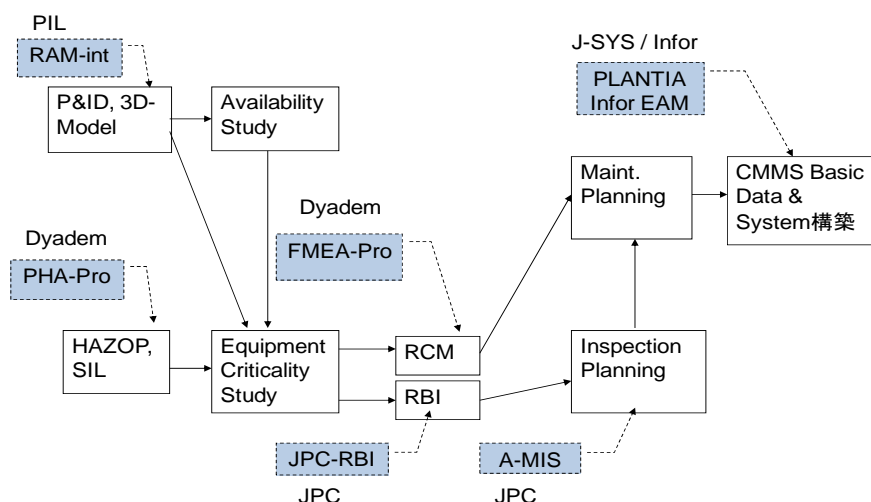 PIL
RAM-int
P&ID, 3D-
Model
Availability
Study
J-SYS / Infor
PLANTIA
Infor EAM
Maint.
Planning
CMMS Basic
Data &
System構築
Dyadem
FMEA-Pro
Dyadem
PHA-Pro
HAZOP,
SIL
Equipment
Criticality
Study
RCM
RBI
Inspection
Planning
JPC-RBI
JPC
A-MIS
JPC